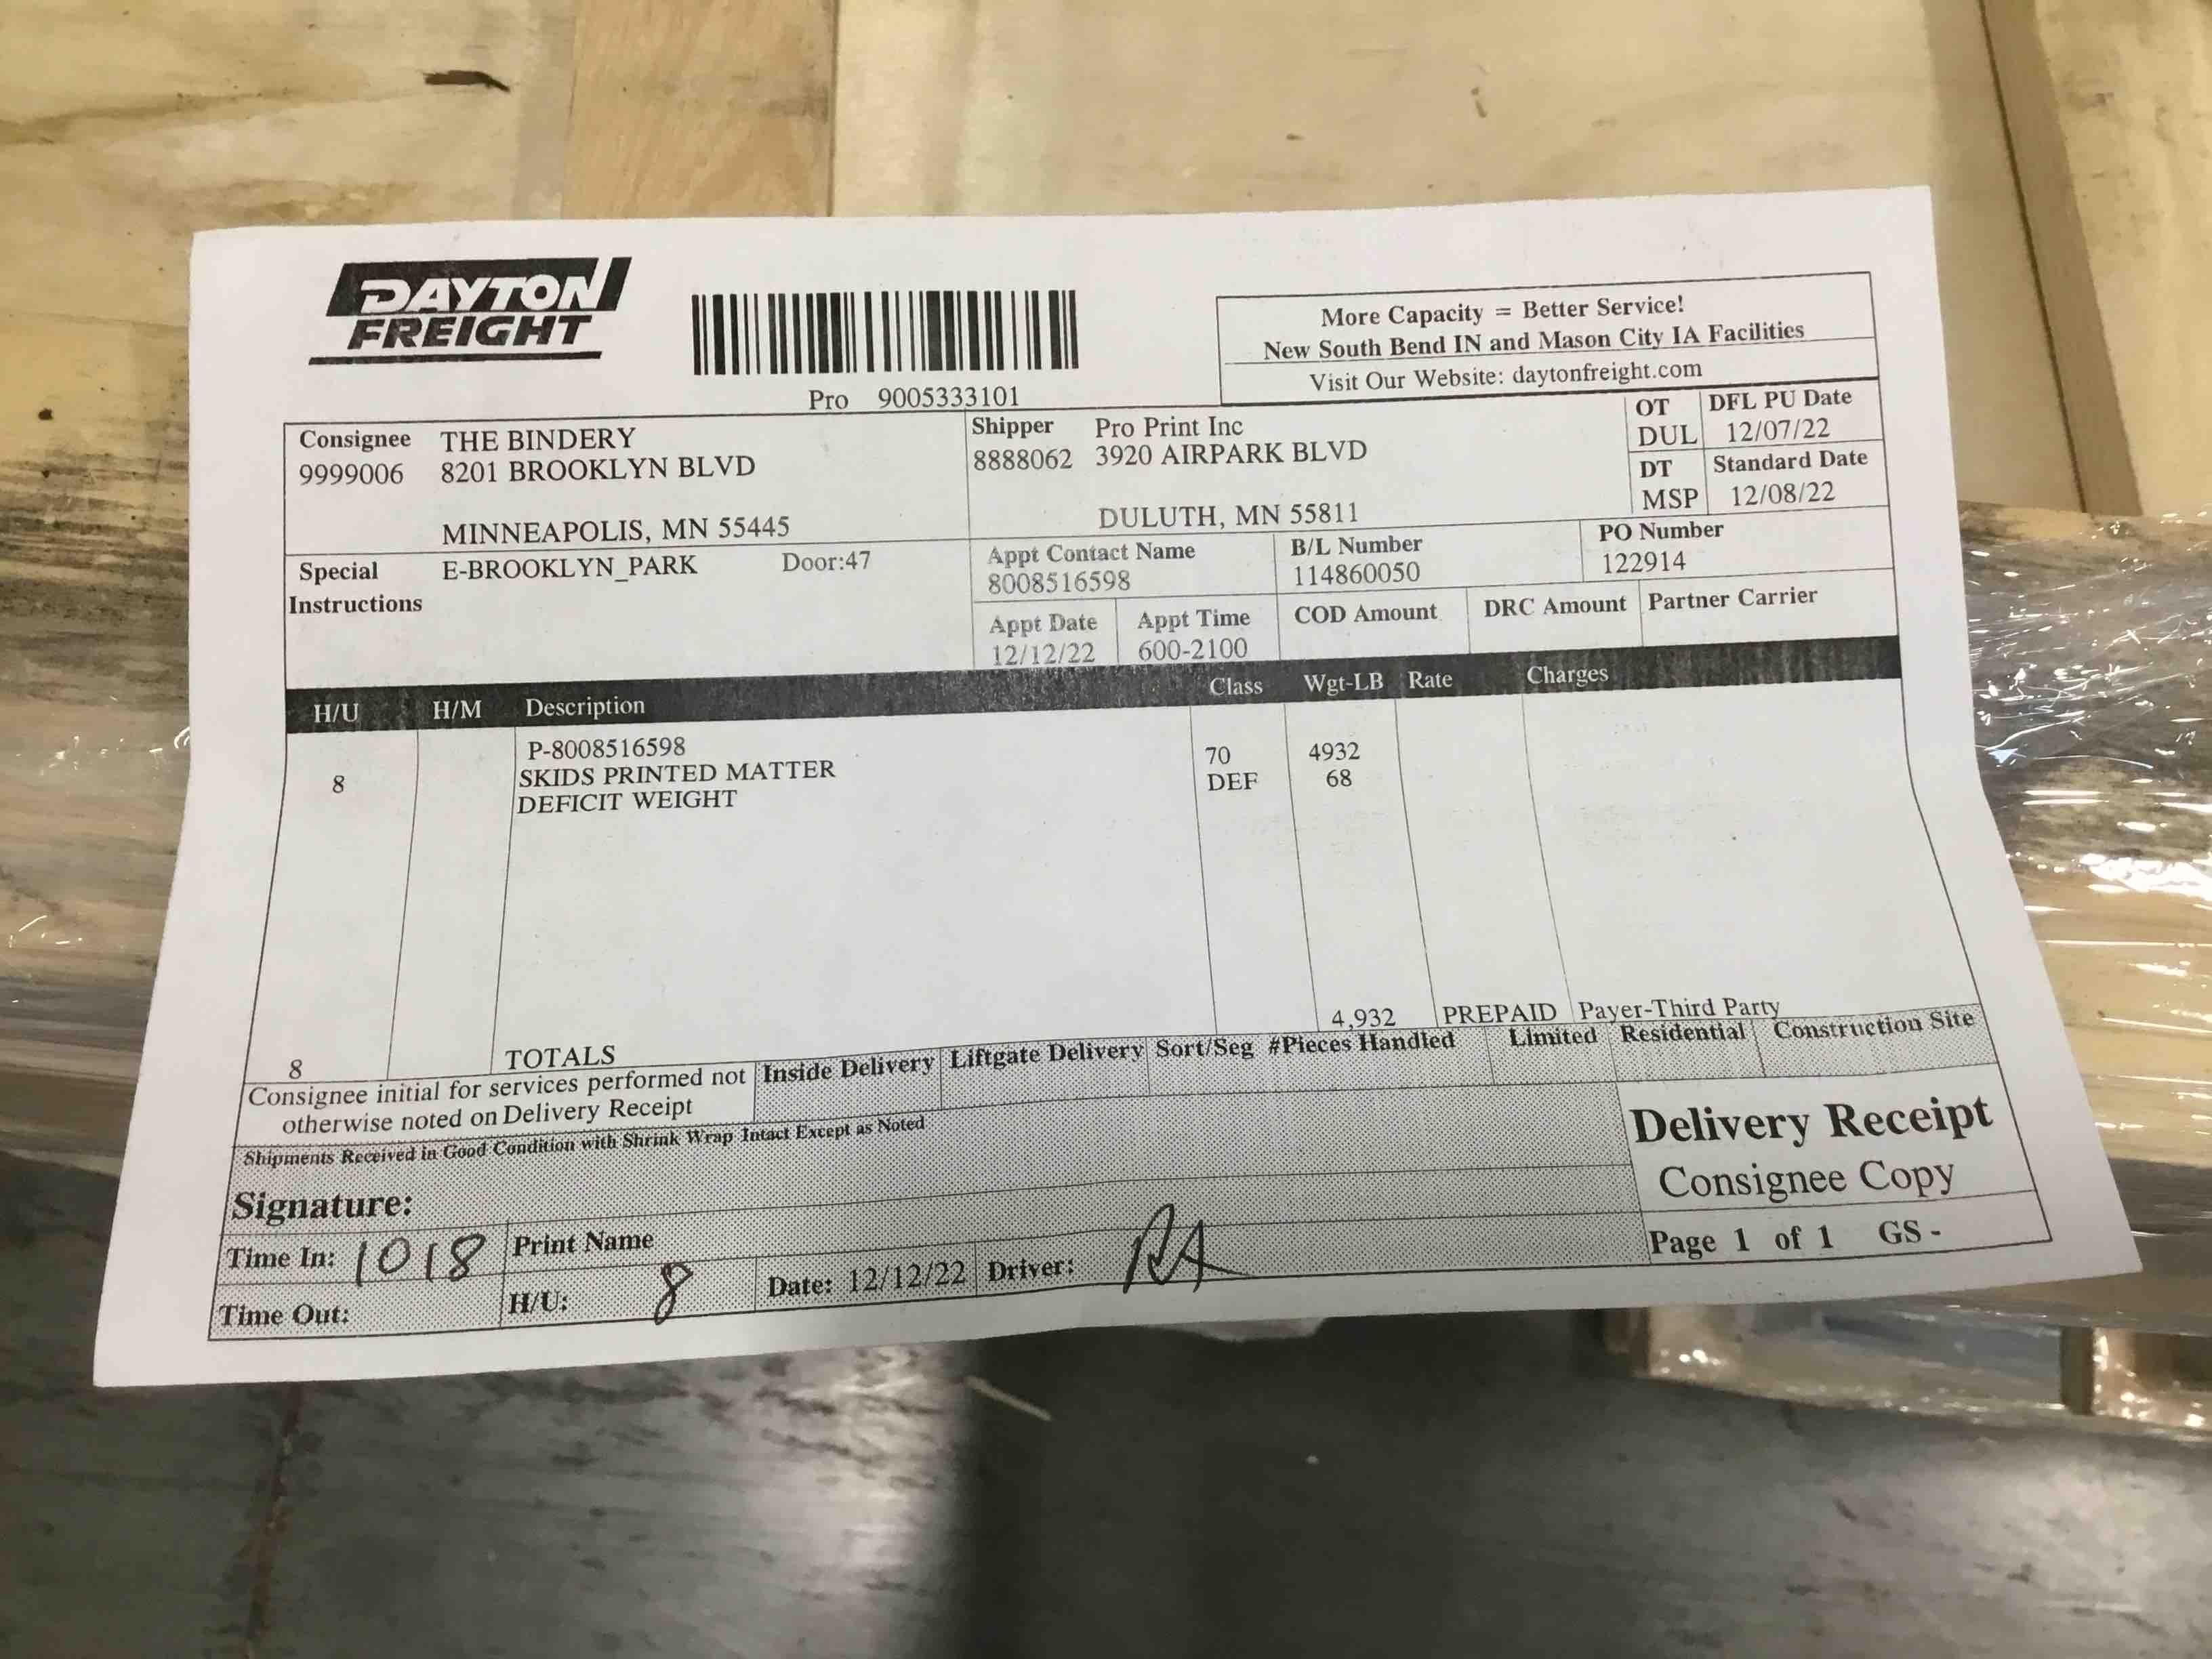 DAYTON
FREIGHT
Pro 9005333101
More Capacity = Better Service!
New South Bend IN and Mason City IA Facilities
Visit Our Website: daytonfreight.com
Consignee THE BINDERY
9999006 8201 BROOKLYN BLVD
MINNEAPOLIS, MN 55445
Shipper Pro Print Inc
8888062 3920 AIRPARK BLVD
DULUTH, MN 55811
OT DFL PU Date
DUL 12/07/22
DT Standard Date
MSP 12/08/22
Special E-BROOKLYN_PARK Door:47
Instructions
Appt Contact Name B/L Number PO Number
8008516598 114860050 122914
Appt Date Appt Time COD Amount DRC Amount Partner Carrier
12/12/22 600-2100
H/U H/M Description Class Wgt-LB Rate Charges
P-8008516598
8 SKIDS PRINTED MATTER 70 4932
DEFICIT WEIGHT DEF 68
8 TOTALS 4,932 PREPAID Payer-Third Party
Consignee initial for services performed not
otherwise noted on Delivery Receipt
Inside Delivery Liftgate Delivery Sort/Seg #Pieces Handled Limited Residential Construction Site
Shipments Received in Good Condition with Shrink Wrap Intact Except as Noted
Delivery Receipt
Consignee Copy
Page 1 of 1 GS -
Signature:
Time In: 1018 Print Name
Time Out: H/U: 8 Date: 12/12/22 Driver: RA